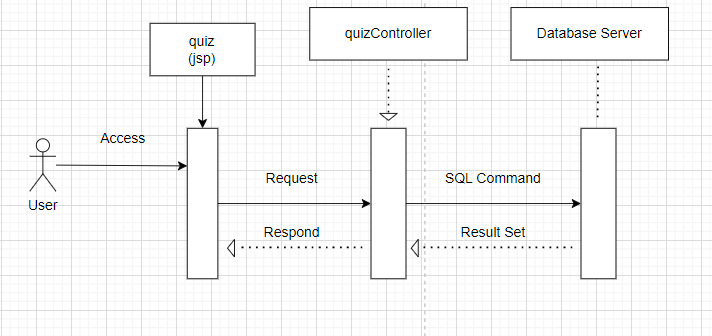 quiz
(jsp)
quizController
Database Server
Access
User
Request
SQL Command
Respond
Result Set